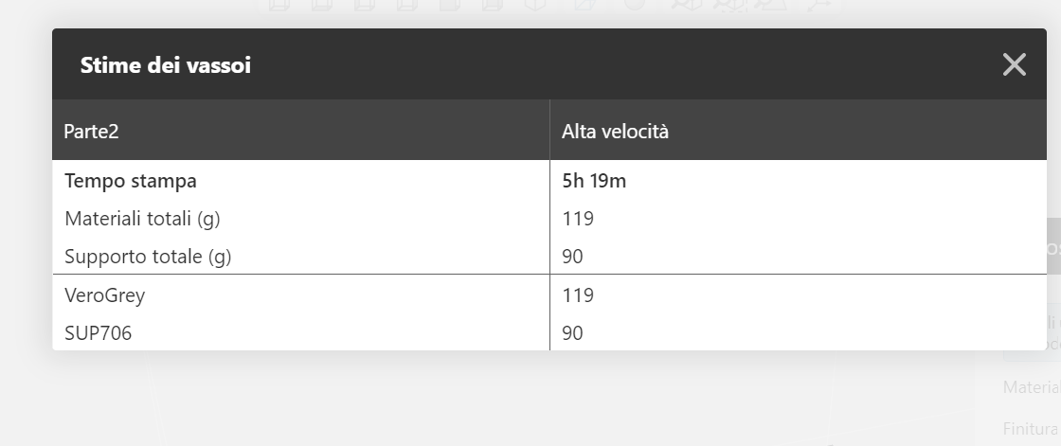 Stime dei vassoi
Parte2 Alta velocità
Tempo stampa 5h 19m
Materiali totali (g) 119
Supporto totale (g) 90
VeroGrey 119
SUP706 90
Finitura